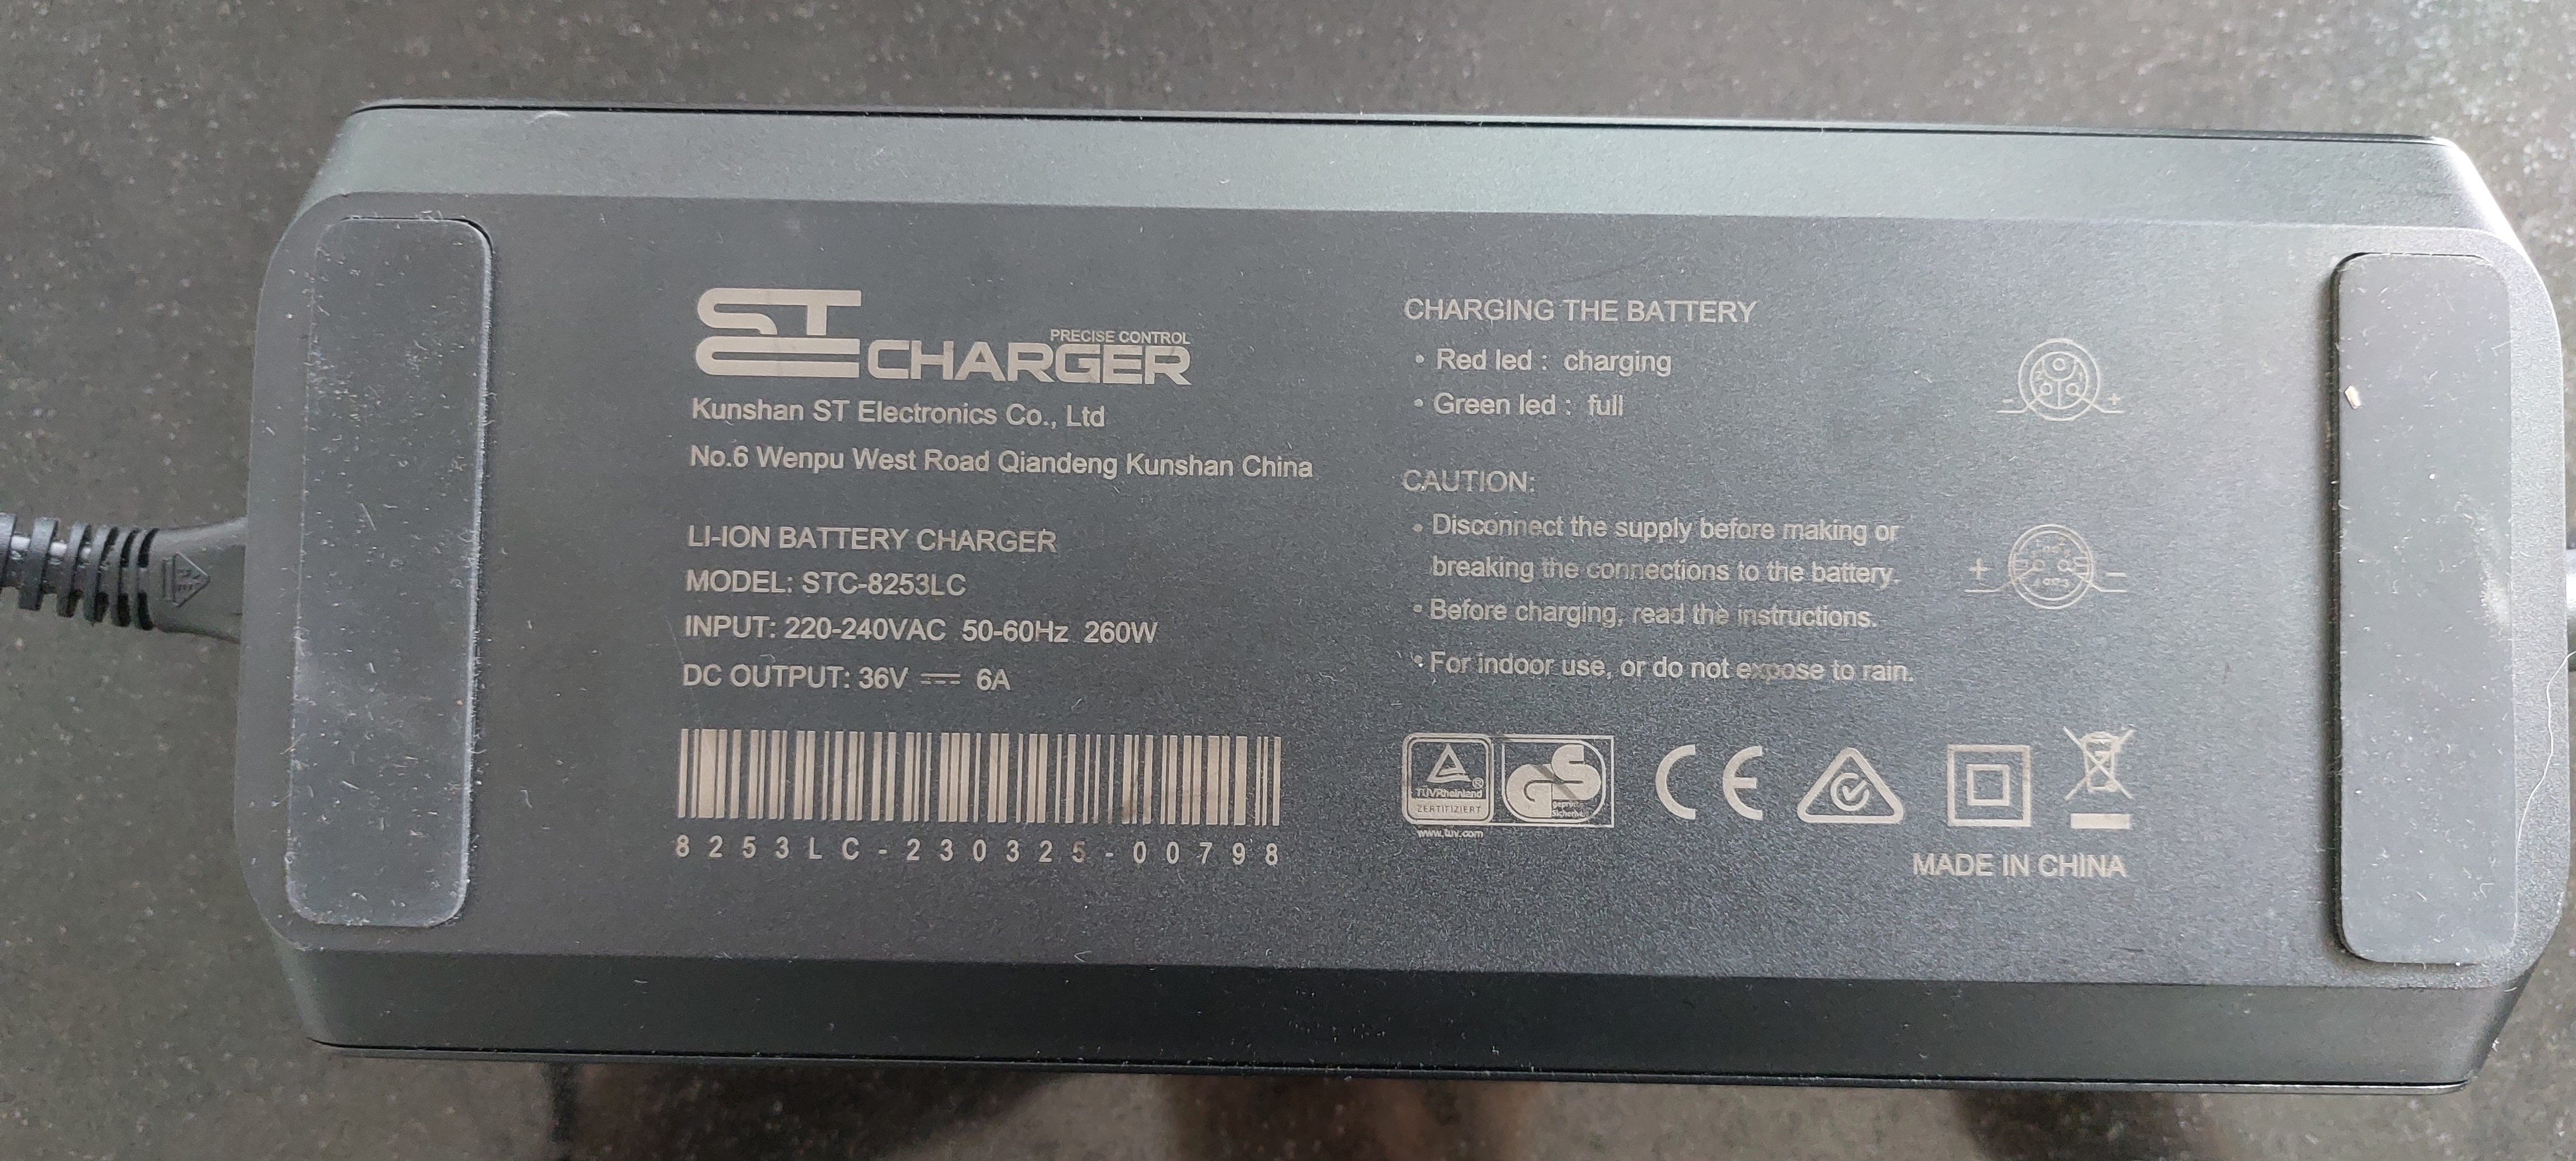 ST CHARGER
PRECISE CONTROL
Kunshan ST Electronics Co., Ltd
No.6 Wenpu West Road Qiandeng Kunshan China
LI-ION BATTERY CHARGER
MODEL: STC-8253LC
INPUT: 220-240VAC 50-60Hz 260W
DC OUTPUT: 36V ⎓ 6A
8253LC-230325-00798
CHARGING THE BATTERY
• Red led : charging
• Green led : full
- +
CAUTION:
• Disconnect the supply before making or
breaking the connections to the battery.
• Before charging, read the instructions.
• For indoor use, or do not expose to rain.
+ -
TÜVRheinland ®
ZERTIFIZIERT
www.tuv.com
GS
geprüfte
Sicherheit
CE
MADE IN CHINA